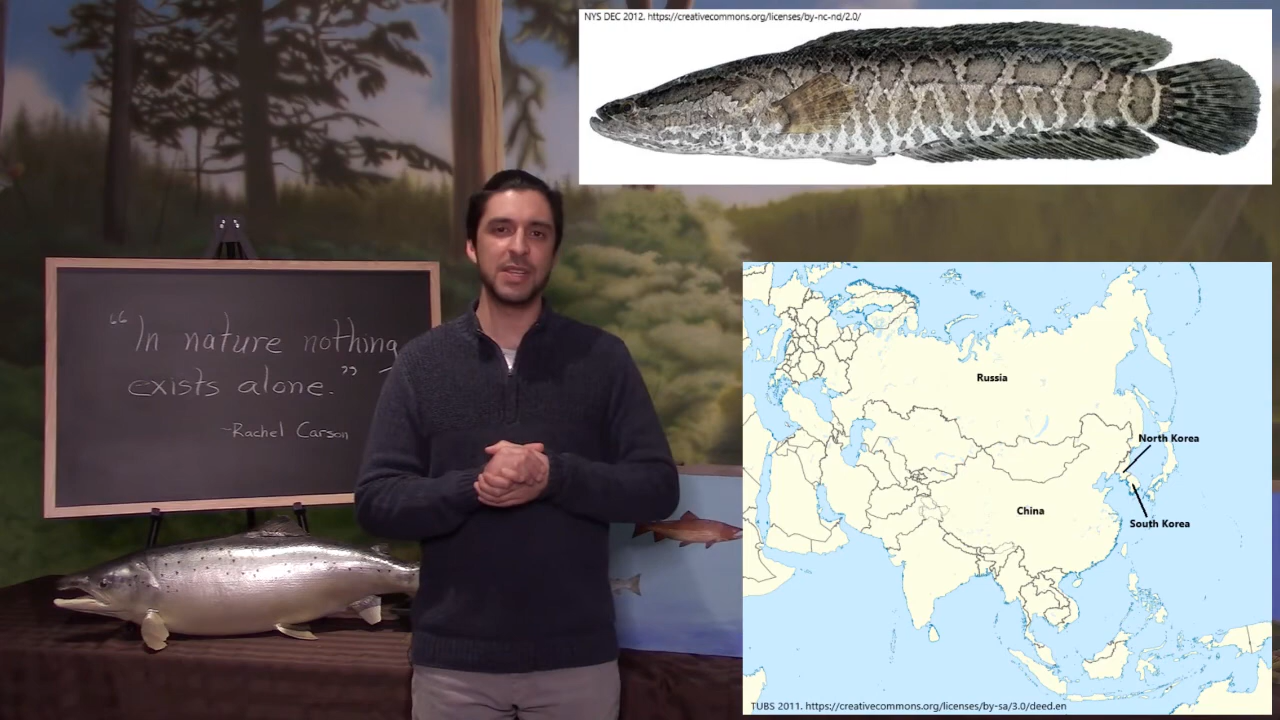 NYS DEC 2012. https://creativecommons.org/licenses/by-nc-nd/2.0/
"In nature nothing
exists alone."
~Rachel Carson
Russia
North Korea
China
South Korea
TUBS 2011. https://creativecommons.org/licenses/by-sa/3.0/deed.en